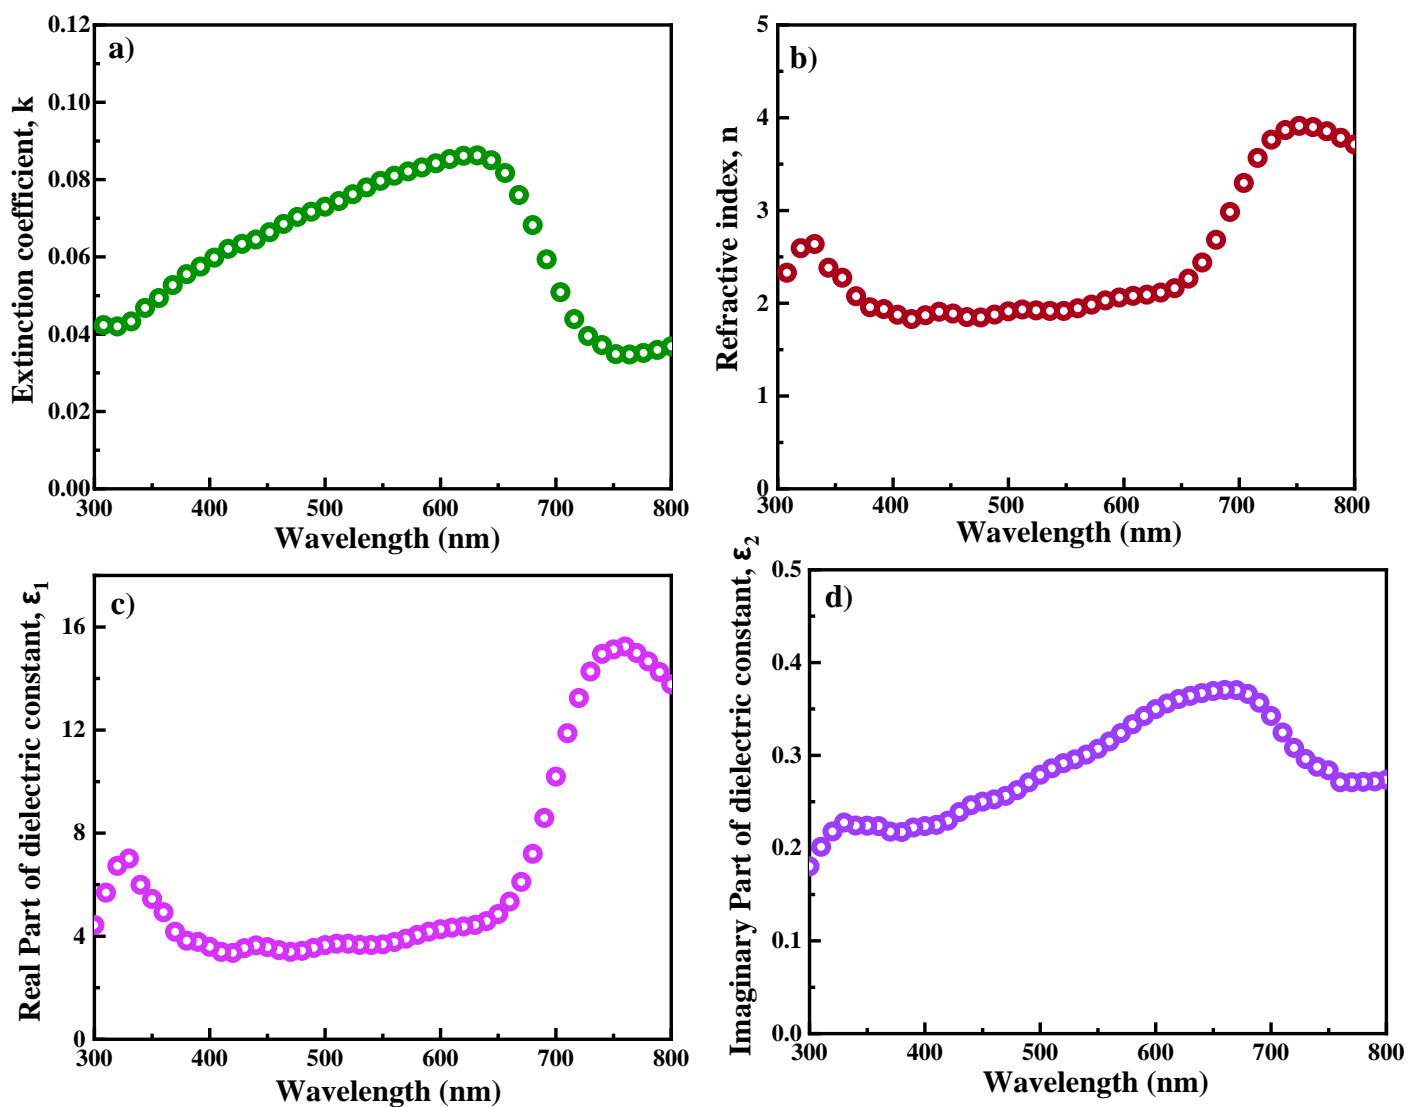 a)
Extinction coefficient, k
0.12
0.10
0.08
0.06
0.04
0.02
0.00
300 400 500 600 700 800
Wavelength (nm)
b)
Refractive index, n
5
4
3
2
1
0
300 400 500 600 700 800
Wavelength (nm)
c)
Real Part of dielectric constant, ε₁
16
12
8
4
0
300 400 500 600 700 800
Wavelength (nm)
d)
Imaginary Part of dielectric constant, ε₂
0.5
0.4
0.3
0.2
0.1
0.0
300 400 500 600 700 800
Wavelength (nm)